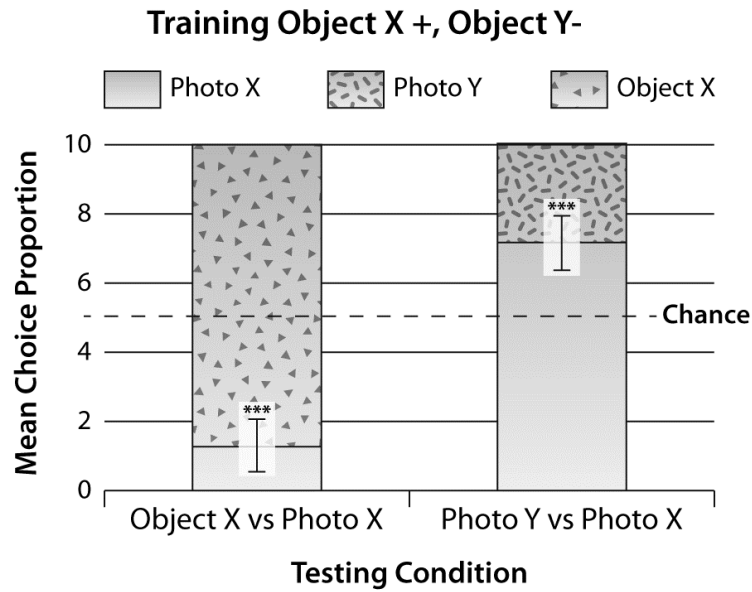 Training Object X +, Object Y-
Photo X Photo Y Object X
Mean Choice Proportion
10
8
6
4
2
0
***
***
Chance
Object X vs Photo X Photo Y vs Photo X
Testing Condition